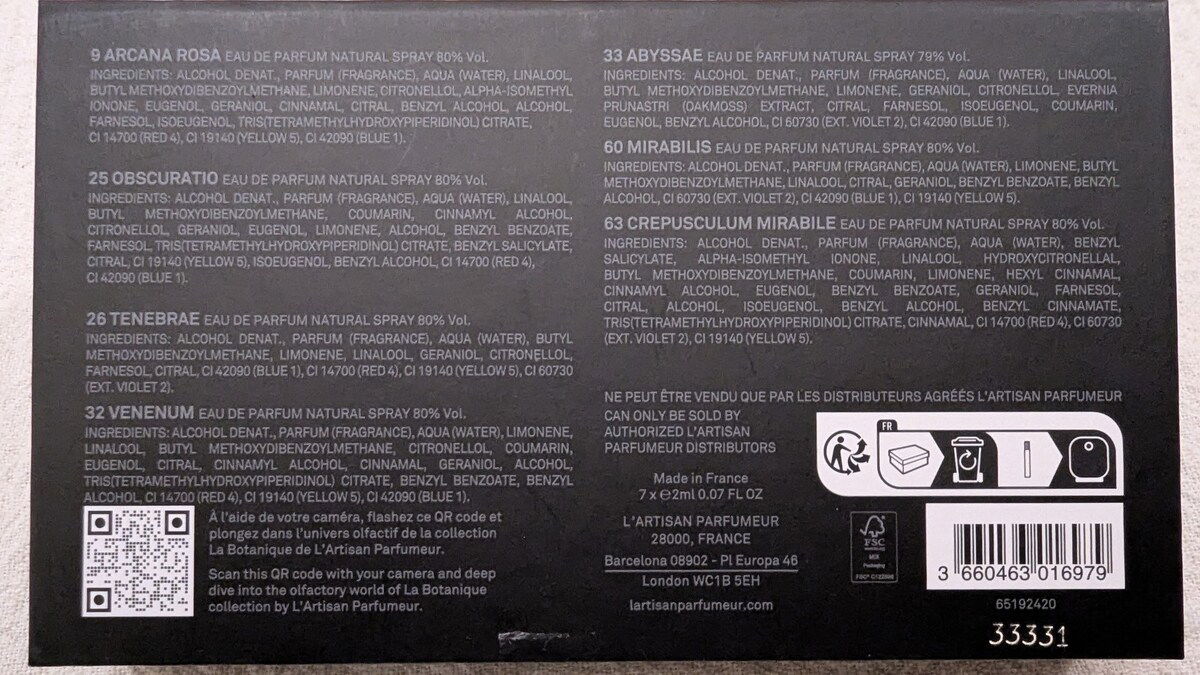 9 ARCANA ROSA EAU DE PARFUM NATURAL SPRAY 80% Vol.
INGREDIENTS: ALCOHOL DENAT., PARFUM (FRAGRANCE), AQUA (WATER), LINALOOL,
BUTYL METHOXYDIBENZOYLMETHANE, LIMONENE, CITRONELLOL, ALPHA-ISOMETHYL
IONONE, EUGENOL, GERANIOL, CINNAMAL, CITRAL, BENZYL ALCOHOL, ALCOHOL,
FARNESOL, ISOEUGENOL, TRIS(TETRAMETHYLHYDROXYPIPERIDINOL) CITRATE,
CI 14700 (RED 4), CI 19140 (YELLOW 5), CI 42090 (BLUE 1).
25 OBSCURATIO EAU DE PARFUM NATURAL SPRAY 80% Vol.
INGREDIENTS: ALCOHOL DENAT., PARFUM (FRAGRANCE), AQUA (WATER), LINALOOL,
BUTYL METHOXYDIBENZOYLMETHANE, COUMARIN, CINNAMYL ALCOHOL,
CITRONELLOL, GERANIOL, EUGENOL, LIMONENE, ALCOHOL, BENZYL BENZOATE,
FARNESOL, TRIS(TETRAMETHYLHYDROXYPIPERIDINOL) CITRATE, BENZYL SALICYLATE,
CITRAL, CI 19140 (YELLOW 5), ISOEUGENOL, BENZYL ALCOHOL, CI 14700 (RED 4),
CI 42090 (BLUE 1).
26 TENEBRAE EAU DE PARFUM NATURAL SPRAY 80% Vol.
INGREDIENTS: ALCOHOL DENAT., PARFUM (FRAGRANCE), AQUA (WATER), BUTYL
METHOXYDIBENZOYLMETHANE, LIMONENE, LINALOOL, GERANIOL, CITRONELLOL,
FARNESOL, CITRAL, CI 42090 (BLUE 1), CI 14700 (RED 4), CI 19140 (YELLOW 5), CI 60730
(EXT. VIOLET 2).
32 VENENUM EAU DE PARFUM NATURAL SPRAY 80% Vol.
INGREDIENTS: ALCOHOL DENAT., PARFUM (FRAGRANCE), AQUA (WATER), LIMONENE,
LINALOOL, BUTYL METHOXYDIBENZOYLMETHANE, CITRONELLOL, COUMARIN,
EUGENOL, CITRAL, CINNAMYL ALCOHOL, CINNAMAL, GERANIOL, ALCOHOL,
TRIS(TETRAMETHYLHYDROXYPIPERIDINOL) CITRATE, BENZYL BENZOATE, BENZYL
ALCOHOL, CI 14700 (RED 4), CI 19140 (YELLOW 5), CI 42090 (BLUE 1).
À l'aide de votre caméra, flashez ce QR code et
plongez dans l'univers olfactif de la collection
La Botanique de L'Artisan Parfumeur.
Scan this QR code with your camera and deep
dive into the olfactory world of La Botanique
collection by L'Artisan Parfumeur.
33 ABYSSAE EAU DE PARFUM NATURAL SPRAY 79% Vol.
INGREDIENTS: ALCOHOL DENAT., PARFUM (FRAGRANCE), AQUA (WATER), LINALOOL,
BUTYL METHOXYDIBENZOYLMETHANE, LIMONENE, GERANIOL, CITRONELLOL, EVERNIA
PRUNASTRI (OAKMOSS) EXTRACT, CITRAL, FARNESOL, ISOEUGENOL, COUMARIN,
EUGENOL, BENZYL ALCOHOL, CI 60730 (EXT. VIOLET 2), CI 42090 (BLUE 1).
60 MIRABILIS EAU DE PARFUM NATURAL SPRAY 80% Vol.
INGREDIENTS: ALCOHOL DENAT., PARFUM (FRAGRANCE), AQUA (WATER), LIMONENE, BUTYL
METHOXYDIBENZOYLMETHANE, LINALOOL, CITRAL, GERANIOL, BENZYL BENZOATE, BENZYL
ALCOHOL, CI 60730 (EXT. VIOLET 2), CI 42090 (BLUE 1), CI 19140 (YELLOW 5).
63 CREPUSCULUM MIRABILE EAU DE PARFUM NATURAL SPRAY 80% Vol.
INGREDIENTS: ALCOHOL DENAT., PARFUM (FRAGRANCE), AQUA (WATER), BENZYL
SALICYLATE, ALPHA-ISOMETHYL IONONE, LINALOOL, HYDROXYCITRONELLAL,
BUTYL METHOXYDIBENZOYLMETHANE, COUMARIN, LIMONENE, HEXYL CINNAMAL,
CINNAMYL ALCOHOL, EUGENOL, BENZYL BENZOATE, GERANIOL, FARNESOL,
CITRAL, ALCOHOL, ISOEUGENOL, BENZYL ALCOHOL, BENZYL CINNAMATE,
TRIS(TETRAMETHYLHYDROXYPIPERIDINOL) CITRATE, CINNAMAL, CI 14700 (RED 4), CI 60730
(EXT. VIOLET 2), CI 19140 (YELLOW 5).
NE PEUT ÊTRE VENDU QUE PAR LES DISTRIBUTEURS AGRÉÉS L'ARTISAN PARFUMEUR
CAN ONLY BE SOLD BY
AUTHORIZED L'ARTISAN
PARFUMEUR DISTRIBUTORS
FR
Made in France
7 x ℮2ml 0.07 FL OZ
L'ARTISAN PARFUMEUR
28000, FRANCE
Barcelona 08902 - Pl Europa 46
London WC1B 5EH
lartisanparfumeur.com
FSC
MIX
Packaging
3 660463 016979
65192420
33331